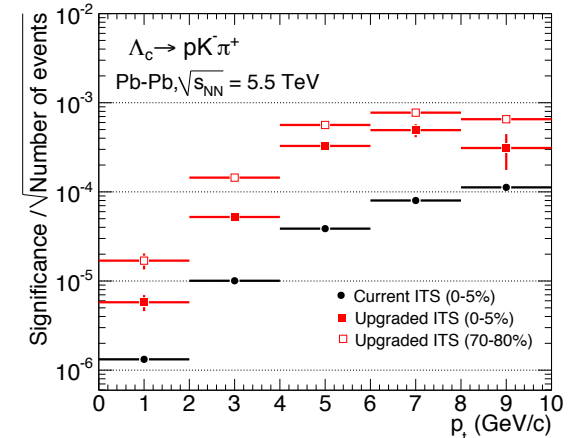 Significance /√Number of events
10⁻²
10⁻³
10⁻⁴
10⁻⁵
10⁻⁶
Λc→ pK⁻π⁺
Pb-Pb,√sNN = 5.5 TeV
Current ITS (0-5%)
Upgraded ITS (0-5%)
Upgraded ITS (70-80%)
0 1 2 3 4 5 6 7 8 9 10
pt (GeV/c)